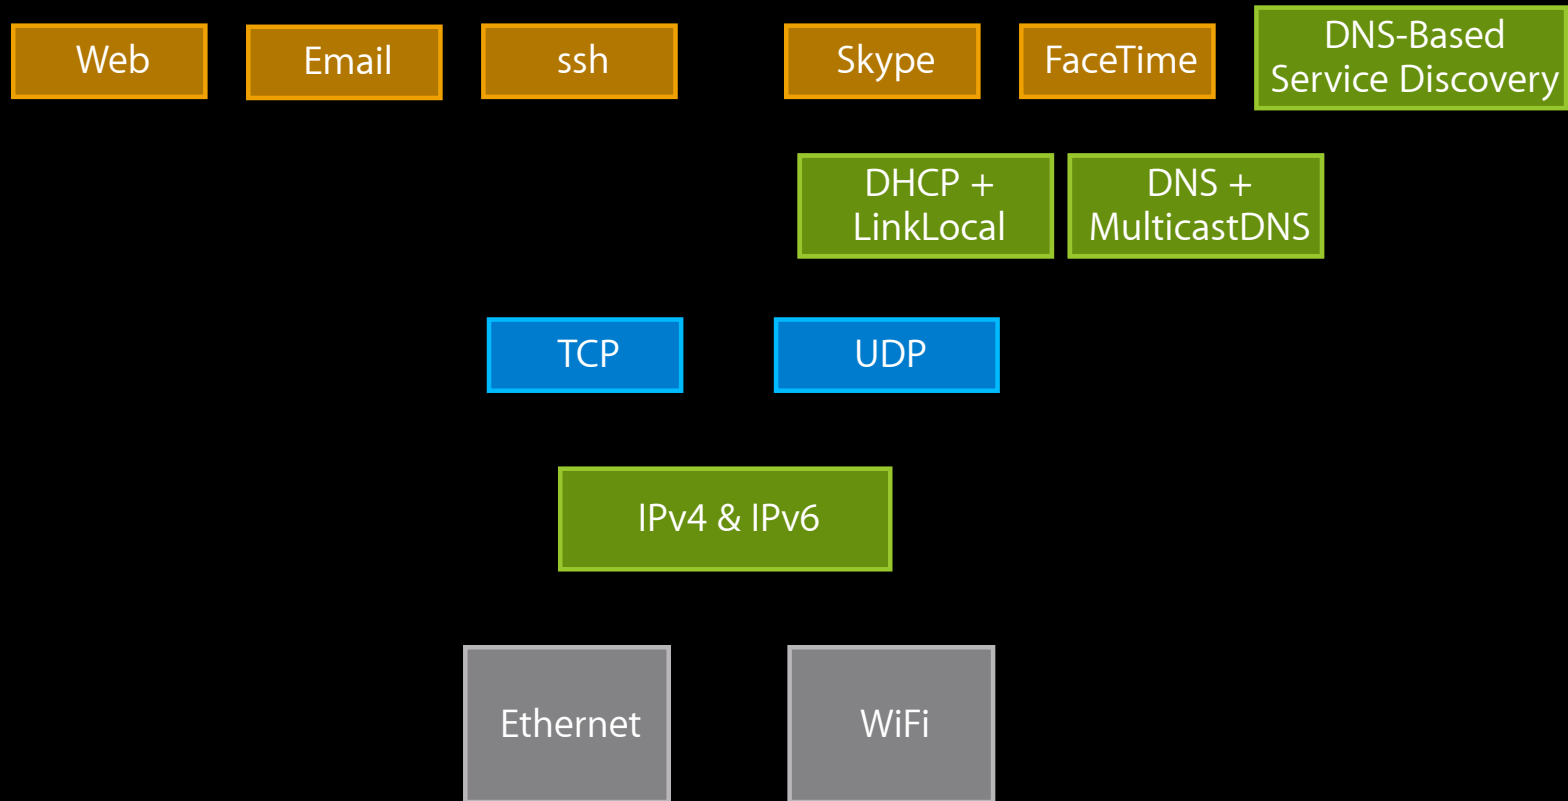 Web
Email
ssh
Skype
FaceTime
DNS-Based
Service Discovery
DHCP +
LinkLocal
DNS +
MulticastDNS
TCP
UDP
IPv4 & IPv6
Ethernet
WiFi